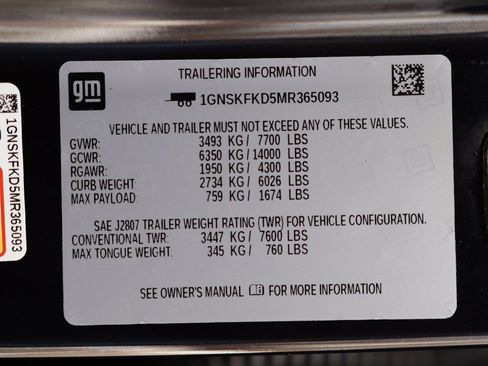 gm
TRAILERING INFORMATION
1GNSKFKD5MR365093
VEHICLE AND TRAILER MUST NOT EXCEED ANY OF THESE VALUES.
GVWR: 3493 KG/ 7700 LBS
GCWR: 6350 KG/ 14000 LBS
RGAWR: 1950 KG/ 4300 LBS
CURB WEIGHT: 2734 KG/ 6026 LBS
MAX PAYLOAD: 759 KG/ 1674 LBS
SAE J2807 TRAILER WEIGHT RATING (TWR) FOR VEHICLE CONFIGURATION.
CONVENTIONAL TWR: 3447 KG/ 7600 LBS
MAX TONGUE WEIGHT: 345 KG/ 760 LBS
SEE OWNER'S MANUAL FOR MORE INFORMATION
1GNSKFKD5MR365093